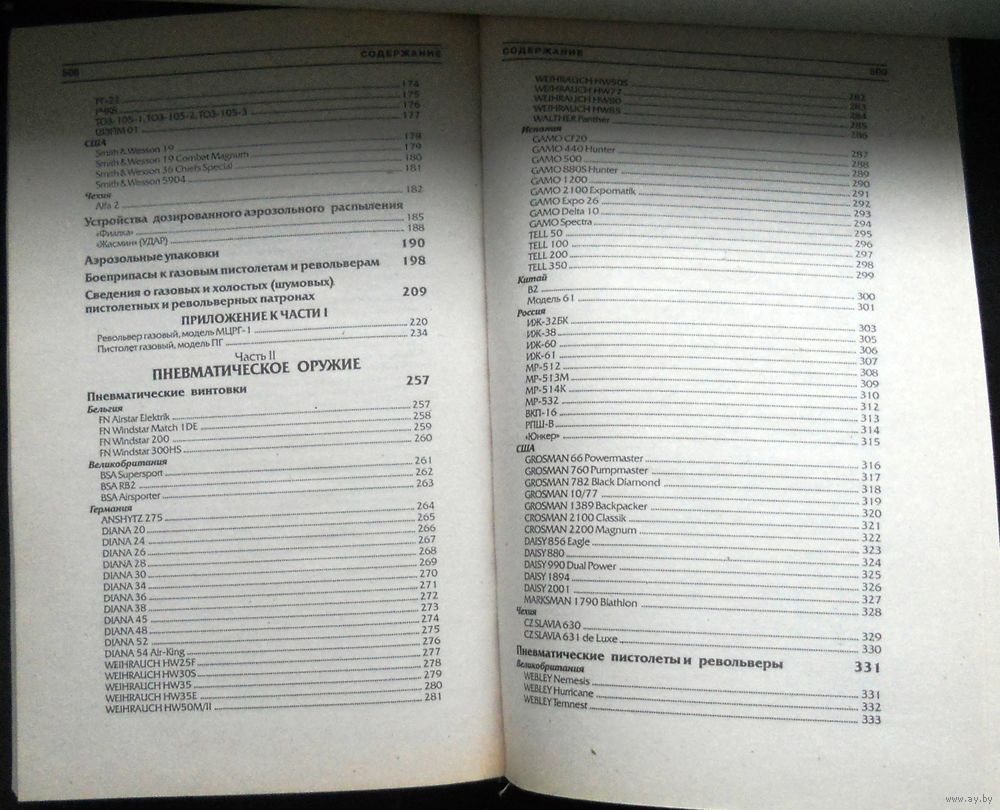 СОДЕРЖАНИЕ
508
РГ-22 174
РЧ88 175
ТОЗ-105-1, ТОЗ-105-2, ТОЗ-105-3 176
177
США
Smith & Wesson 19 178
Smith & Wesson 19 Combat Magnum 179
Smith & Wesson 36 Chiefs Special 180
Smith & Wesson 5904 181
Чехия
Alfa 2 182
Устройства дозированного аэрозольного распыления
«Фиалка» 185
«Жасмин» (УДАР) 188
Аэрозольные упаковки 190
Боеприпасы к газовым пистолетам и револьверам 198
Сведения о газовых и холостых (шумовых)
пистолетных и револьверных патронах 209
ПРИЛОЖЕНИЕ К ЧАСТИ I
Револьвер газовый, модель МЦРГ-1 220
Пистолет газовый, модель ПГ 234
Часть II
ПНЕВМАТИЧЕСКОЕ ОРУЖИЕ
Пневматические винтовки 257
Бельгия
FN Airstar Elektrik 257
FN Windstar Match 1DE 258
FN Windstar 200 259
FN Windstar 300HS 260
Великобритания
BSA Supersport 261
BSA RB2 262
BSA Airsporter 263
Германия
ANSHYTZ 275 264
DIANA 20 265
DIANA 24 266
DIANA 26 267
DIANA 28 268
DIANA 30 269
DIANA 34 270
DIANA 36 271
DIANA 38 272
DIANA 45 273
DIANA 48 274
DIANA 52 275
DIANA 54 Air-King 276
WEIHRAUCH HW25F 277
WEIHRAUCH HW30S 278
WEIHRAUCH HW35 279
WEIHRAUCH HW35E 280
WEIHRAUCH HW50M/II 281
СОДЕРЖАНИЕ
509
WEIHRAUCH HW50S 282
WEIHRAUCH HW77 283
WEIHRAUCH HW80 284
WEIHRAUCH HW85 285
WALTHER Panther 286
Испания
GAMO CF20 287
GAMO 440 Hunter 288
GAMO 500 289
GAMO 880S Hunter 290
GAMO 1200 291
GAMO 2100 Expomatik 292
GAMO Expo 26 293
GAMO Delta 10 294
GAMO Spectra 295
TELL 50 296
TELL 100 297
TELL 200 298
TELL 350 299
Китай
B2 300
Модель 61 301
Россия
ИЖ-32БК 303
ИЖ-38 305
ИЖ-60 306
ИЖ-61 307
МР-512 308
МР-513М 309
МР-514К 310
МР-532 312
ВКП-16 313
РПШ-В 314
«Юнкер» 315
США
GROSMAN 66 Powermaster 316
GROSMAN 760 Pumpmaster 317
GROSMAN 782 Black Diamond 318
GROSMAN 10/77 319
GROSMAN 1389 Backpacker 320
CROSMAN 2100 Classik 321
CROSMAN 2200 Magnum 322
DAISY 856 Eagle 323
DAISY 880 324
DAISY 990 Dual Power 325
DAISY 1894 326
DAISY 2001 327
MARKSMAN 1790 Biathlon 328
Чехия
CZ SLAVIA 630 329
CZ SLAVIA 631 de Luxe 330
Пневматические пистолеты и револьверы 331
Великобритания
WEBLEY Nemesis 331
WEBLEY Hurricane 332
WEBLEY Temnest 333
www.ay.by